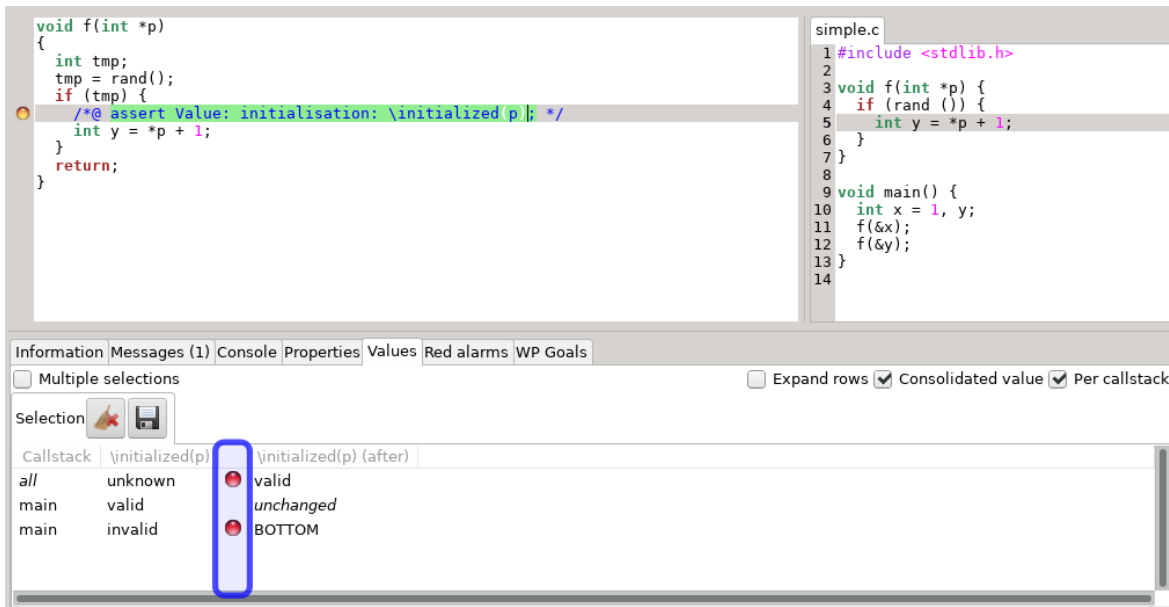 void f(int *p)
{
  int tmp;
  tmp = rand();
  if (tmp) {
    /*@ assert Value: initialisation: \initialized(p); */
    int y = *p + 1;
  }
  return;
}
simple.c
1 #include <stdlib.h>
2
3 void f(int *p) {
4   if (rand ()) {
5     int y = *p + 1;
6   }
7 }
8
9 void main() {
10   int x = 1, y;
11   f(&x);
12   f(&y);
13 }
14
Information Messages (1) Console Properties Values Red alarms WP Goals
Multiple selections Expand rows Consolidated value Per callstack
Selection
Callstack \initialized(p) \initialized(p) (after)
all unknown valid
main valid unchanged
main invalid BOTTOM